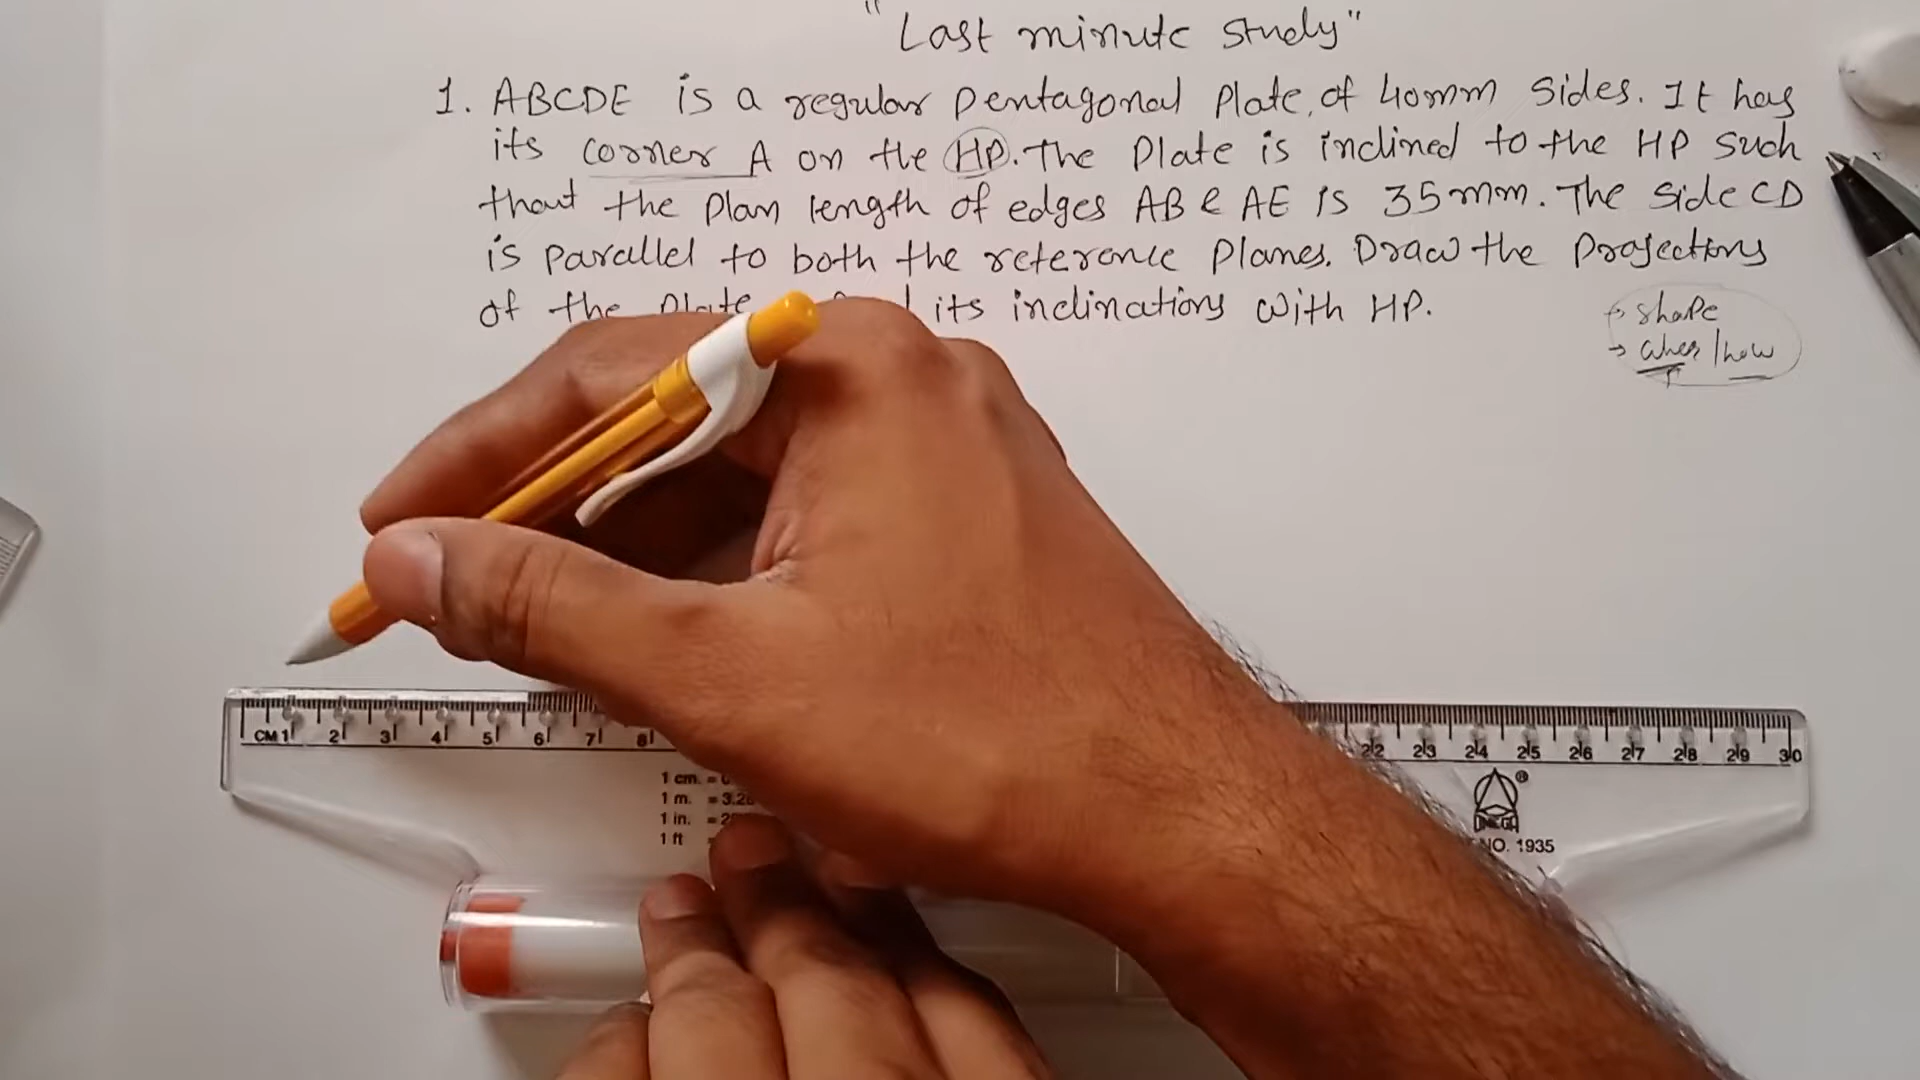 "Last minute study"
1. ABCDE is a regular pentagonal plate, of 40mm sides. It has
its corner A on the HP. The plate is inclined to the HP such
that the plan length of edges AB & AE is 35mm. The side CD
is parallel to both the reference planes. Draw the projections
of the plate its inclinations with HP.
→ shape
→ when / how
CM 1 2 3 4 5 6 7 8 22 23 24 25 26 27 28 29 30
1 cm. =
1 m. = 3.28
1 in. =
1 ft
OMEGA ®
NO. 1935